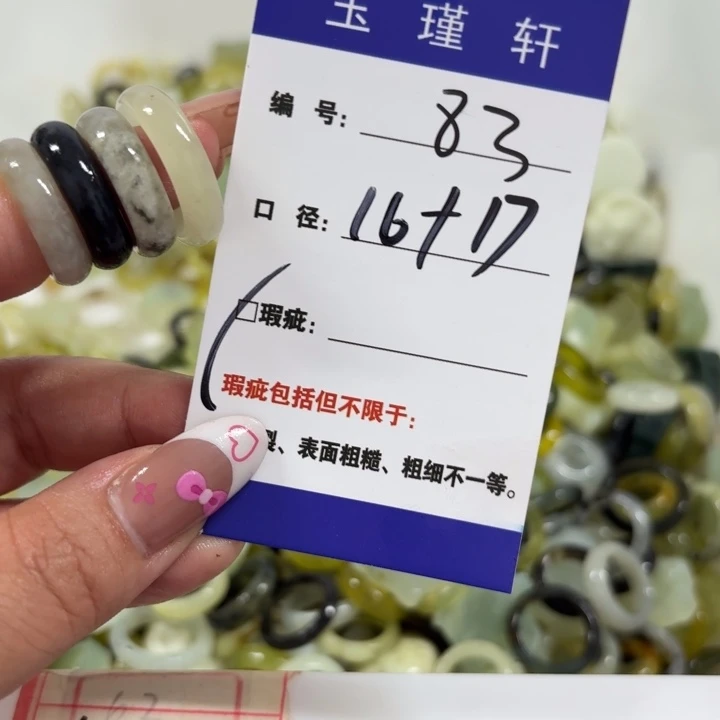 玉瑾轩
编号: 83
口径: 16+17
□瑕疵:
瑕疵包括但不限于:
裂、表面粗糙、粗细不一等。